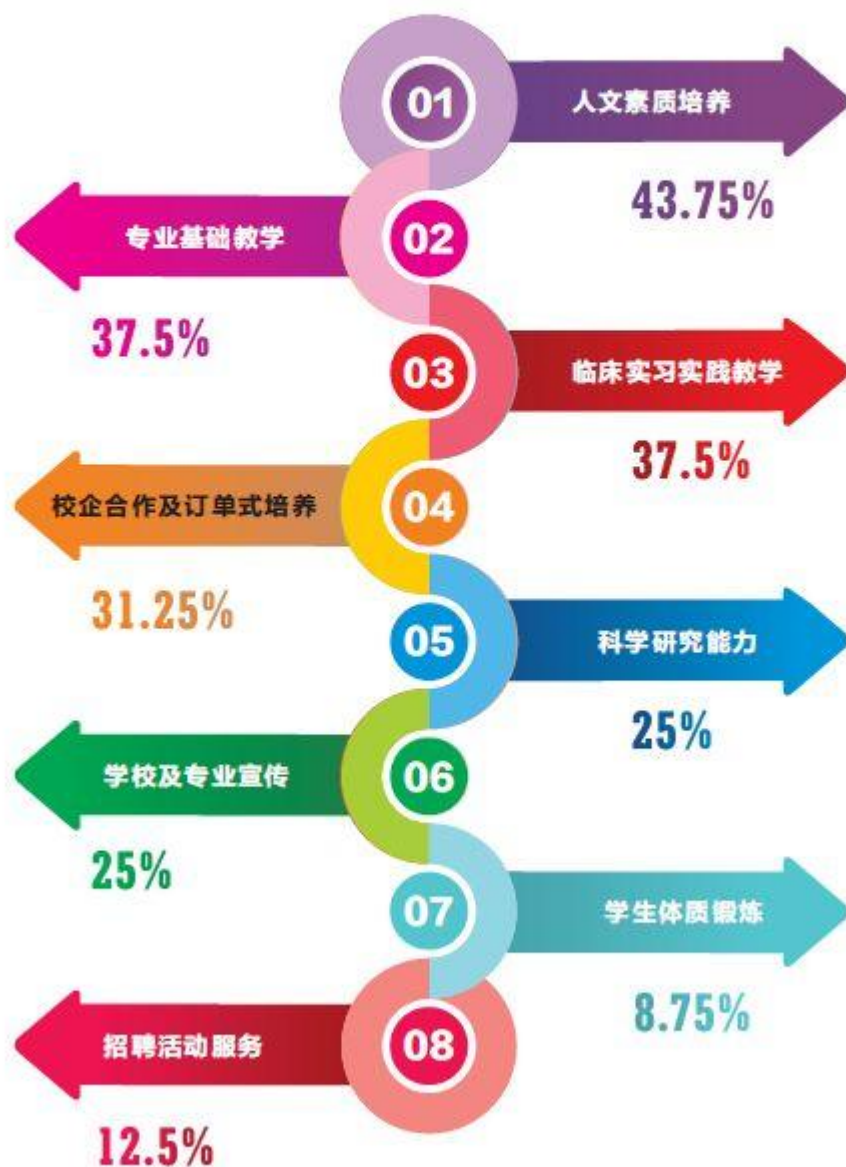 01
人文素质培养
43.75%
02
专业基础教学
37.5%
03
临床实习实践教学
37.5%
04
校企合作及订单式培养
31.25%
05
科学研究能力
25%
06
学校及专业宣传
25%
07
学生体质锻炼
8.75%
08
招聘活动服务
12.5%